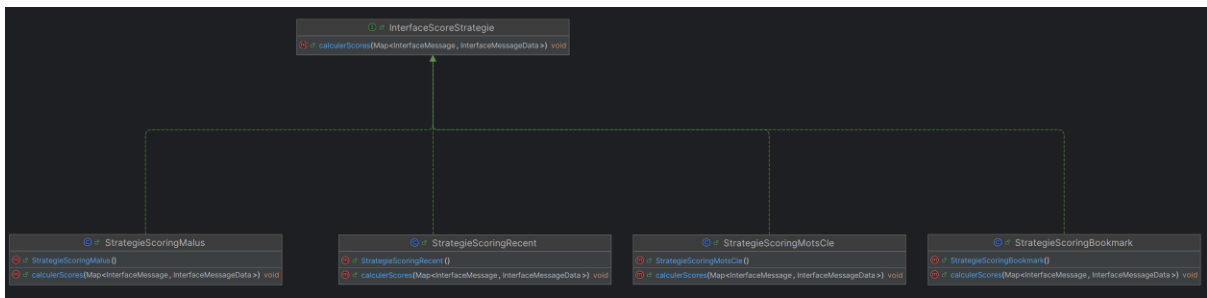 InterfaceScoreStrategie
calculerScores(Map<InterfaceMessage, InterfaceMessageData>) void
StrategieScoringMalus
StrategieScoringMalus()
calculerScores(Map<InterfaceMessage, InterfaceMessageData>) void
StrategieScoringRecent
StrategieScoringRecent()
calculerScores(Map<InterfaceMessage, InterfaceMessageData>) void
StrategieScoringMotsCle
StrategieScoringMotsCle()
calculerScores(Map<InterfaceMessage, InterfaceMessageData>) void
StrategieScoringBookmark
StrategieScoringBookmark()
calculerScores(Map<InterfaceMessage, InterfaceMessageData>) void